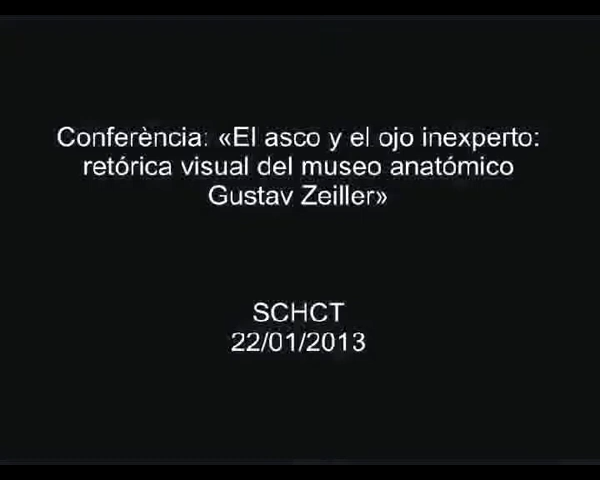 Conferència: «El asco y el ojo inexperto:
retórica visual del museo anatómico
Gustav Zeiller»
SCHCT
22/01/2013